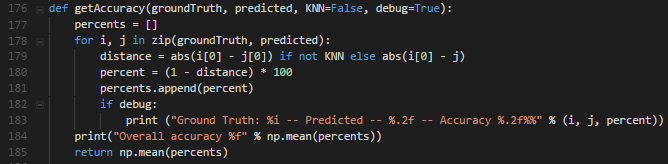 176 def getAccuracy(groundTruth, predicted, KNN=False, debug=True):
177     percents = []
178     for i, j in zip(groundTruth, predicted):
179         distance = abs(i[0] - j[0]) if not KNN else abs(i[0] - j)
180         percent = (1 - distance) * 100
181         percents.append(percent)
182         if debug:
183             print ("Ground Truth: %i -- Predicted -- %.2f -- Accuracy %.2f%%" % (i, j, percent))
184     print("Overall accuracy %f" % np.mean(percents))
185     return np.mean(percents)